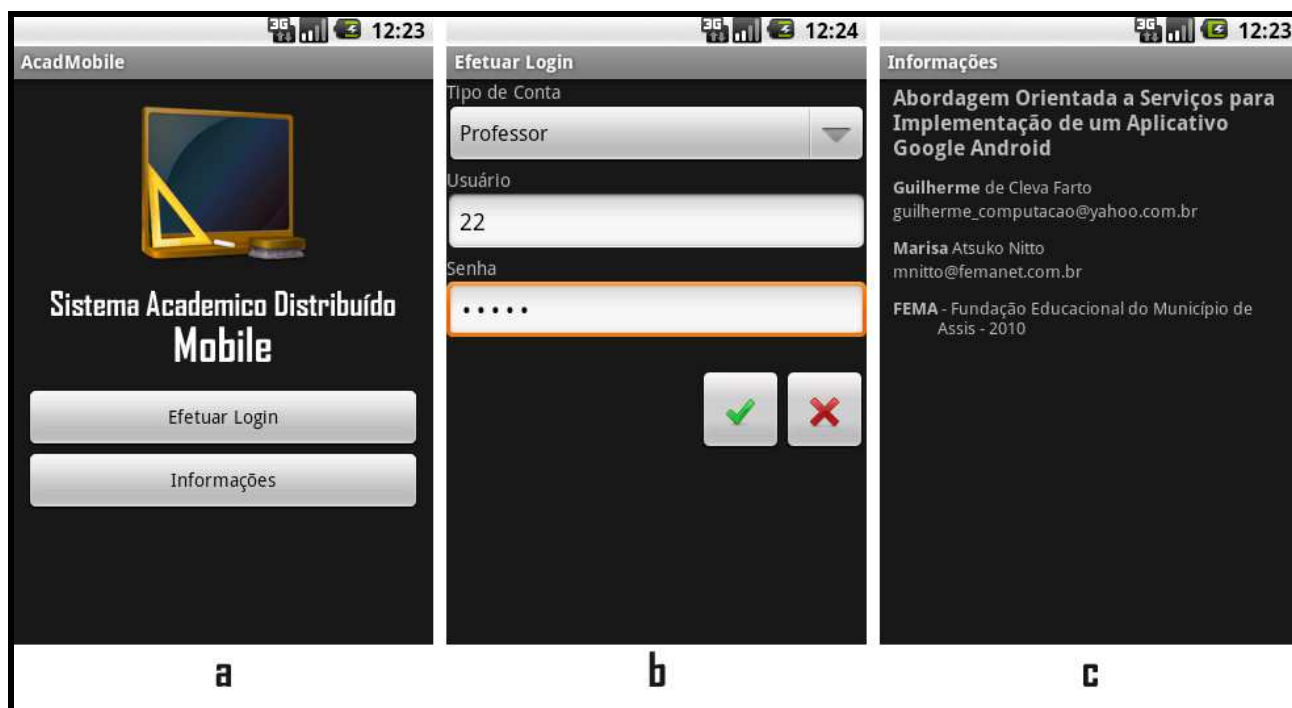 3G 12:23
AcadMobile
Sistema Academico Distribuído
Mobile
Efetuar Login
Informações
a
3G 12:24
Efetuar Login
Tipo de Conta
Professor
Usuário
22
Senha
•••••
b
3G 12:23
Informações
Abordagem Orientada a Serviços para
Implementação de um Aplicativo
Google Android
Guilherme de Cleva Farto
guilherme_computacao@yahoo.com.br
Marisa Atsuko Nitto
mnitto@femanet.com.br
FEMA - Fundação Educacional do Município de
Assis - 2010
c